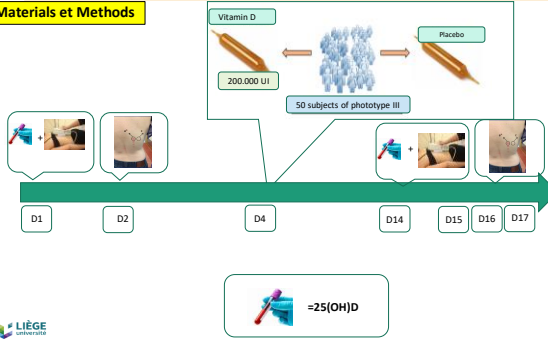 Materials et Methods
Vitamin D
Placebo
200.000 UI
50 subjects of phototype III
+
+
D1
D2
D4
D14
D15
D16
D17
=25(OH)D
LIÈGE
université